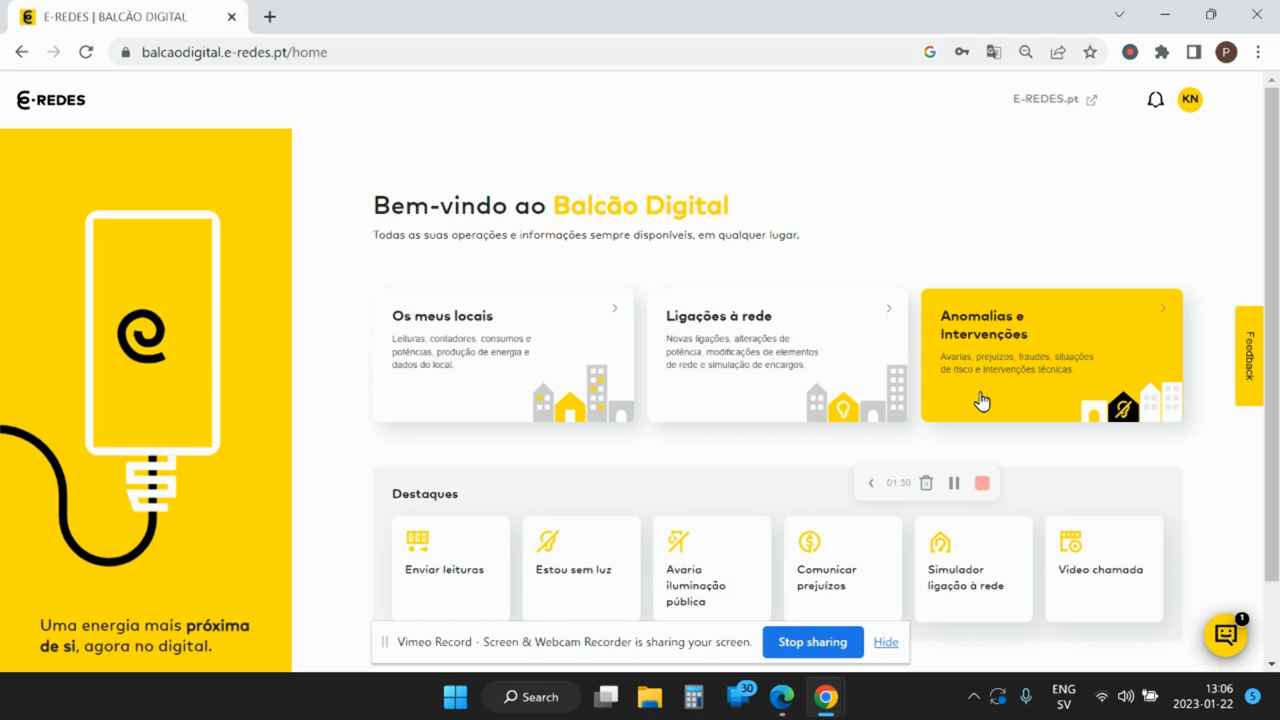 E-REDES | BALCÃO DIGITAL
balcaodigital.e-redes.pt/home
P
E-REDES
E-REDES.pt
KN
Bem-vindo ao Balcão Digital
Todas as suas operações e informações sempre disponíveis, em qualquer lugar.
Os meus locais
Leituras, contadores, consumos e
potências, produção de energia e
dados do local.
Ligações à rede
Novas ligações, alterações de
potência, modificações de elementos
de rede e simulação de encargos.
Anomalias e
Intervenções
Avarias, prejuízos, fraudes, situações
de risco e intervenções técnicas.
Feedback
Destaques
01:30
Enviar leituras
Estou sem luz
Avaria
iluminação
pública
Comunicar
prejuízos
Simulador
ligação à rede
Video chamada
Uma energia mais próxima
de si, agora no digital.
Vimeo Record - Screen & Webcam Recorder is sharing your screen.
Stop sharing
Hide
1
Search
30
ENG
SV
13:06
2023-01-22
5